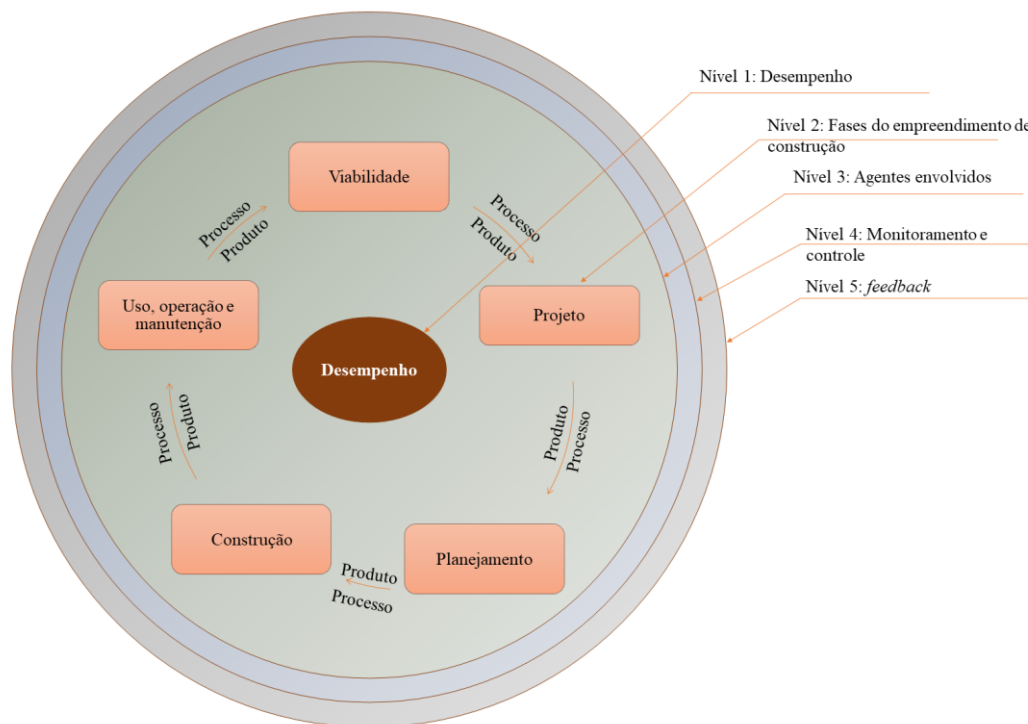 Nível 1: Desempenho
Nível 2: Fases do empreendimento de
construção
Nível 3: Agentes envolvidos
Nível 4: Monitoramento e
controle
Nível 5: feedback
Viabilidade
Processo
Produto
Projeto
Produto
Processo
Planejamento
Produto
Processo
Construção
Processo
Produto
Uso, operação e
manutenção
Processo
Produto
Desempenho